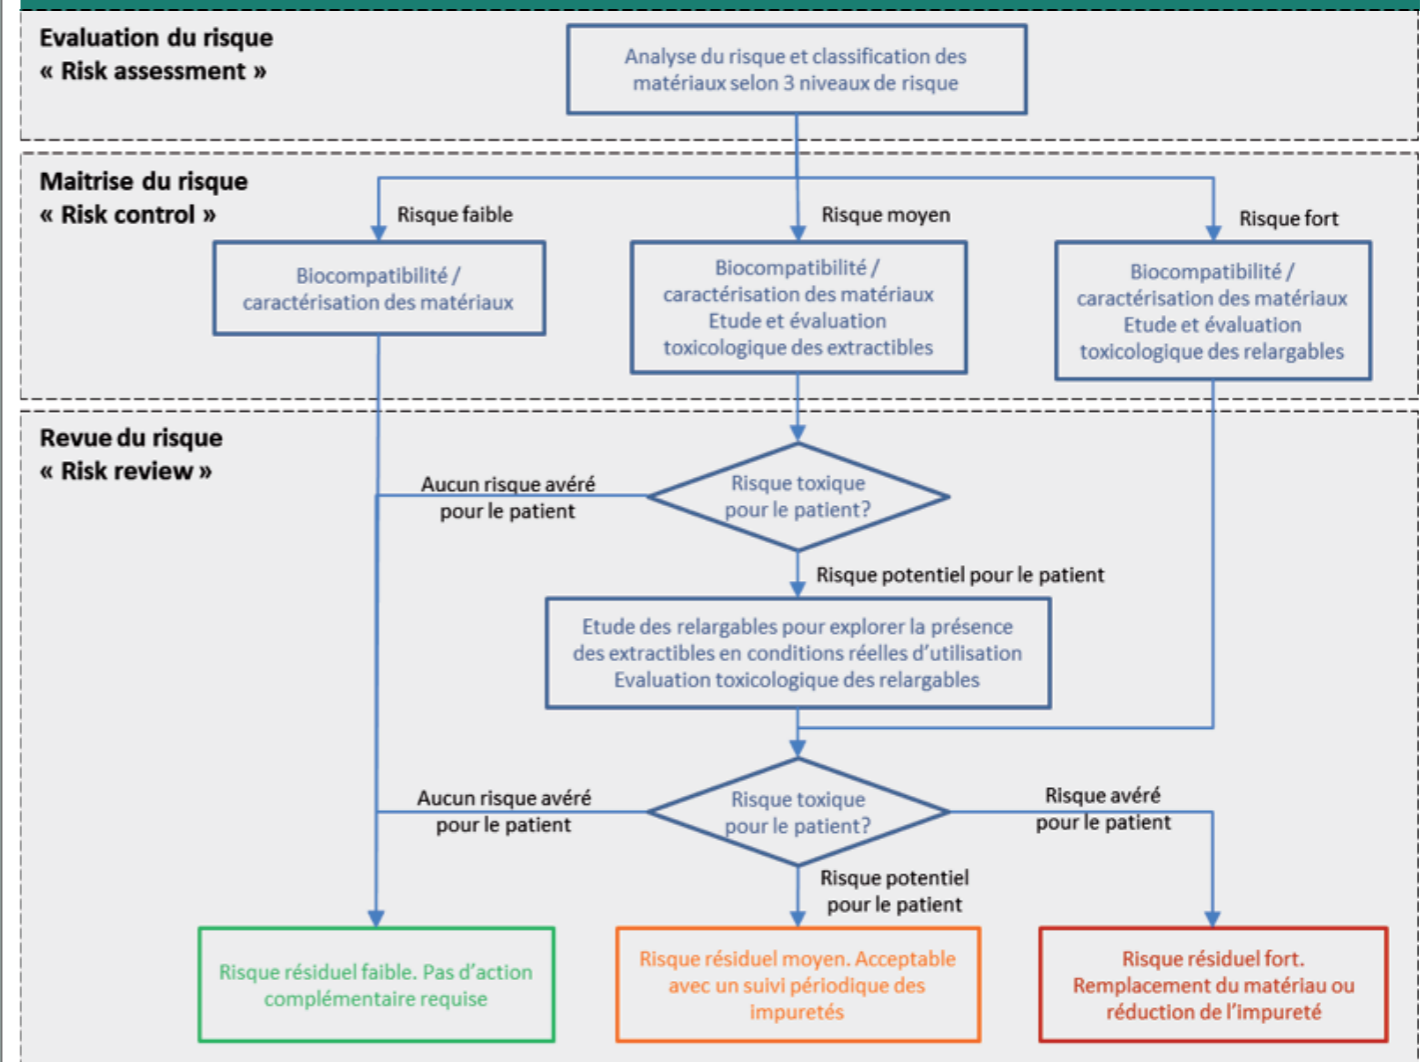 Evaluation du risque
« Risk assessment »
Analyse du risque et classification des
matériaux selon 3 niveaux de risque
Maitrise du risque
« Risk control »
Risque faible
Risque moyen
Risque fort
Biocompatibilité /
caractérisation des matériaux
Biocompatibilité /
caractérisation des matériaux
Etude et évaluation
toxicologique des extractibles
Biocompatibilité /
caractérisation des matériaux
Etude et évaluation
toxicologique des relargables
Revue du risque
« Risk review »
Aucun risque avéré
pour le patient
Risque toxique
pour le patient?
Risque potentiel pour le patient
Etude des relargables pour explorer la présence
des extractibles en conditions réelles d’utilisation
Evaluation toxicologique des relargables
Aucun risque avéré
pour le patient
Risque toxique
pour le patient?
Risque avéré
pour le patient
Risque potentiel
pour le patient
Risque résiduel faible. Pas d’action
complémentaire requise
Risque résiduel moyen. Acceptable
avec un suivi périodique des
impuretés
Risque résiduel fort.
Remplacement du matériau ou
réduction de l’impureté